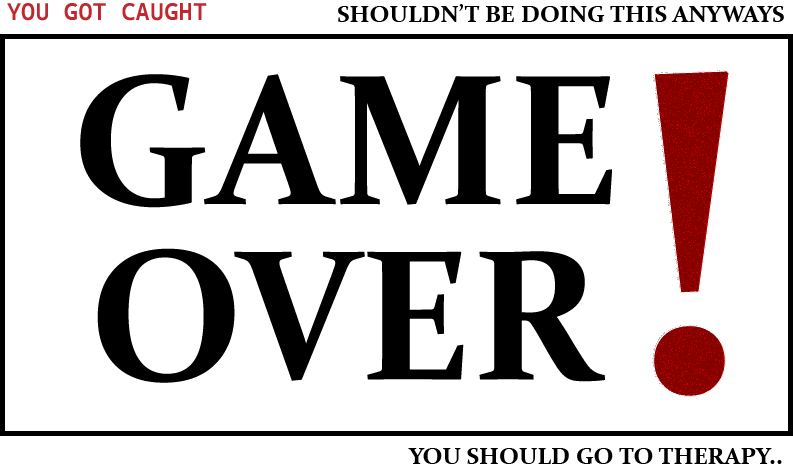 YOU GOT CAUGHT
SHOULDN’T BE DOING THIS ANYWAYS
GAME
OVER
!
YOU SHOULD GO TO THERAPY..